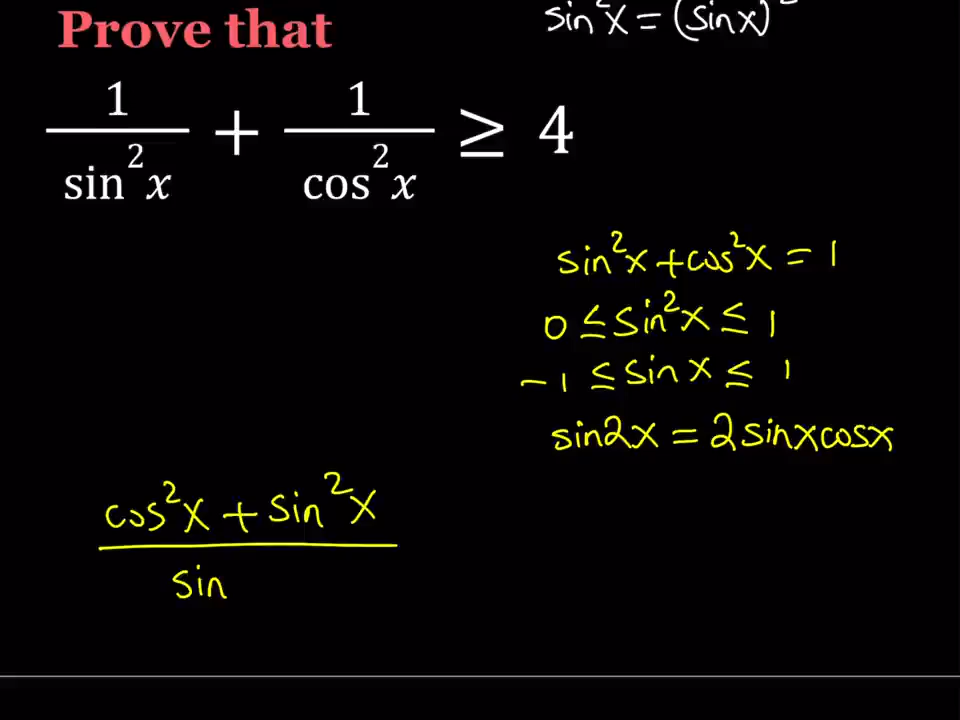 Prove that
sin²x = (sinx)²
1/sin²x + 1/cos²x ≥ 4
sin²x + cos²x = 1
0 ≤ sin²x ≤ 1
-1 ≤ sin x ≤ 1
sin2x = 2sinxcosx
cos²x + sin²x
sin